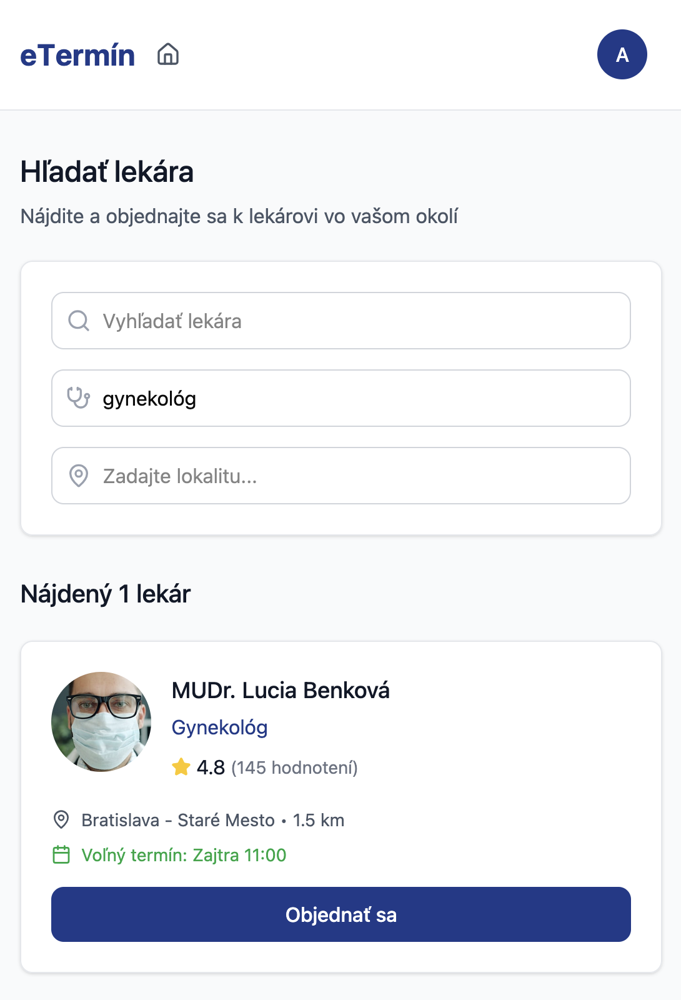 eTermín
A
Hľadať lekára
Nájdite a objednajte sa k lekárovi vo vašom okolí
Vyhľadať lekára
gynekológ
Zadajte lokalitu...
Nájdený 1 lekár
MUDr. Lucia Benková
Gynekológ
4.8 (145 hodnotení)
Bratislava - Staré Mesto • 1.5 km
Voľný termín: Zajtra 11:00
Objednať sa